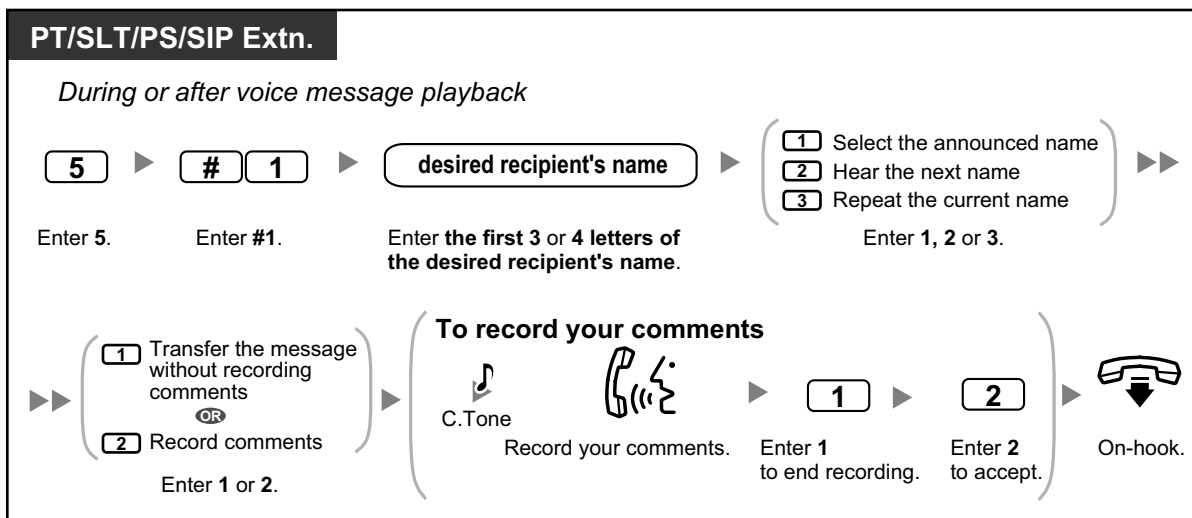 PT/SLT/PS/SIP Extn.
During or after voice message playback
5
# 1
desired recipient's name
1 Select the announced name
2 Hear the next name
3 Repeat the current name
Enter 5.
Enter #1.
Enter the first 3 or 4 letters of
the desired recipient's name.
Enter 1, 2 or 3.
1 Transfer the message
without recording
comments
OR
2 Record comments
Enter 1 or 2.
To record your comments
C.Tone
Record your comments.
1
Enter 1
to end recording.
2
Enter 2
to accept.
On-hook.